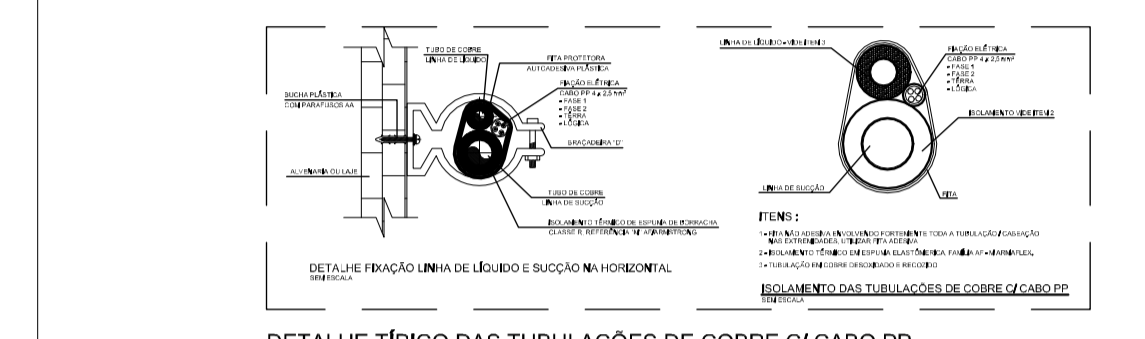 TUBO DE COBRE
LINHA DE LÍQUIDO
FITA PROTETORA
AUTOADESIVA PLÁSTICA
FIAÇÃO ELÉTRICA
CABO PP 4 x 2,5 mm²
- FASE 1
- FASE 2
- TERRA
- LÓGICA
BUCHA PLÁSTICA
COM PARAFUSOS AA
BRAÇADEIRA "D"
ALVENARIA OU LAJE
TUBO DE COBRE
LINHA DE SUCÇÃO
ISOLAMENTO TÉRMICO DE ESPUMA DE BORRACHA
CLASSE R, REFERÊNCIA "M" AF/ARMSTRONG
DETALHE FIXAÇÃO LINHA DE LÍQUIDO E SUCÇÃO NA HORIZONTAL
SEM ESCALA
LINHA DE LÍQUIDO - VIDE ITEM 3
FIAÇÃO ELÉTRICA
CABO PP 4 x 2,5 mm²
- FASE 1
- FASE 2
- TERRA
- LÓGICA
ISOLAMENTO VIDE ITEM 2
LINHA DE SUCÇÃO
FITA
ITENS :
1 - FITA NÃO ADESIVA ENVOLVENDO FORTEMENTE TODA A TUBULAÇÃO / CABEAÇÃO
NAS EXTREMIDADES, UTILIZAR FITA ADESIVA
2 - ISOLAMENTO TÉRMICO EM ESPUMA ELASTOMÉRICA, FAMÍLIA AF - M ARMAFLEX.
3 - TUBULAÇÃO EM COBRE DESOXIDADO E RECOZIDO
ISOLAMENTO DAS TUBULAÇÕES DE COBRE C/ CABO PP
SEM ESCALA
DETALHE TÍPICO DAS TUBULAÇÕES DE COBRE C/ CABO PP